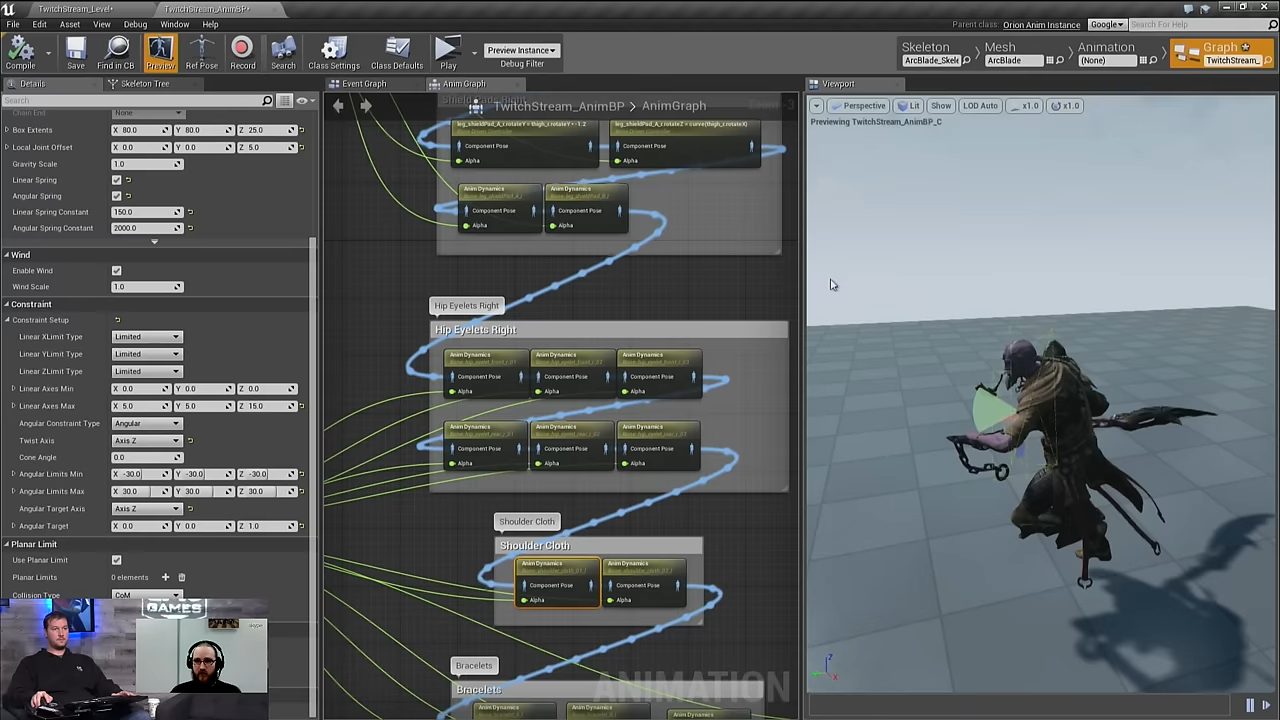 TwitchStream_Level*
TwitchStream_AnimBP*
File Edit Asset View Debug Window Help
Parent class: Orion Anim Instance
Google
Search For Help
Compile
Save
Find in CB
Preview
Ref Pose
Record
Search
Class Settings
Class Defaults
Play
Preview Instance
Debug Filter
Skeleton
ArcBlade_Skele
Mesh
ArcBlade
Animation
(None)
Graph
TwitchStream_
Details
Skeleton Tree
Search
Chain End None
Box Extents X 80.0 Y 80.0 Z 25.0
Local Joint Offset X 0.0 Y 0.0 Z 5.0
Gravity Scale 1.0
Linear Spring
Angular Spring
Linear Spring Constant 150.0
Angular Spring Constant 2000.0
Wind
Enable Wind
Wind Scale 1.0
Constraint
Constraint Setup
Linear XLimit Type Limited
Linear YLimit Type Limited
Linear ZLimit Type Limited
Linear Axes Min X 0.0 Y 0.0 Z 0.0
Linear Axes Max X 5.0 Y 5.0 Z 15.0
Angular Constraint Type Angular
Twist Axis Axis Z
Cone Angle 0.0
Angular Limits Min X -30.0 Y -30.0 Z -30.0
Angular Limits Max X 30.0 Y 30.0 Z 30.0
Angular Target Axis Axis Z
Angular Target X 0.0 Y 0.0 Z 1.0
Planar Limit
Use Planar Limit
Planar Limits 0 elements
Collision Type CoM
GAMES
skype
Event Graph
Anim Graph
TwitchStream_AnimBP > AnimGraph
Component Pose
Alpha
Component Pose
Alpha
Anim Dynamics
Component Pose
Alpha
Anim Dynamics
Component Pose
Alpha
Hip Eyelets Right
Hip Eyelets Right
Anim Dynamics
Component Pose
Alpha
Anim Dynamics
Component Pose
Alpha
Anim Dynamics
Component Pose
Alpha
Anim Dynamics
Component Pose
Alpha
Anim Dynamics
Component Pose
Alpha
Anim Dynamics
Component Pose
Alpha
Shoulder Cloth
Shoulder Cloth
Anim Dynamics
Component Pose
Alpha
Anim Dynamics
Component Pose
Alpha
Bracelets
Bracelets
Anim Dynamics
Anim Dynamics
Anim Dynamics
ANIMATION
Viewport
Perspective
Lit
Show
LOD Auto
x1.0
x1.0
Previewing TwitchStream_AnimBP_C
Z
X